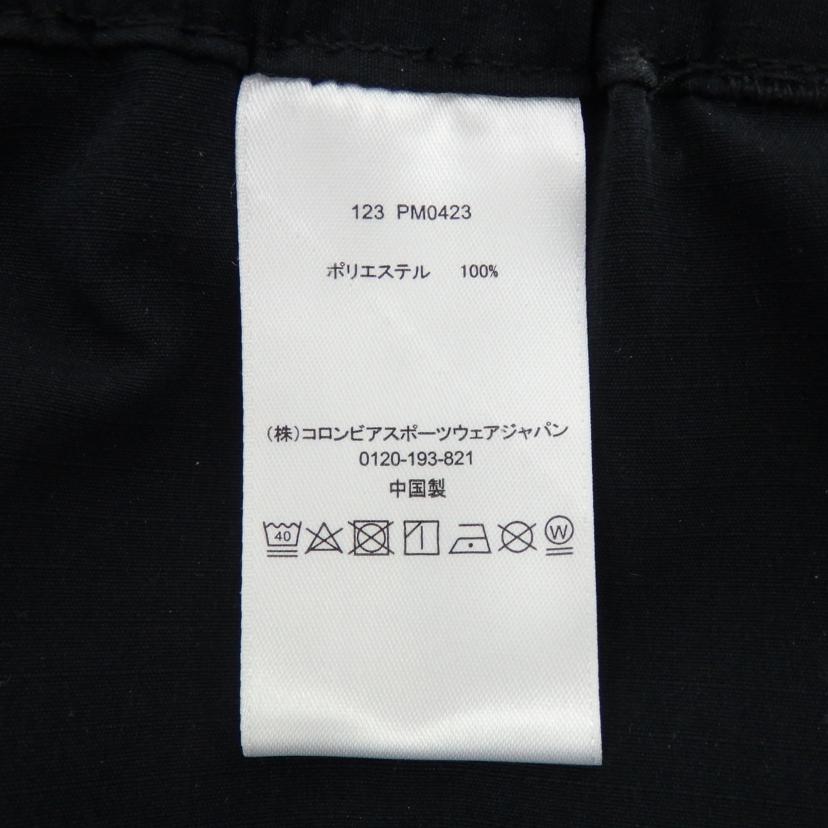 123 PM0423
ポリエステル 100%
(株)コロンビアスポーツウェアジャパン
0120-193-821
中国製
40 W